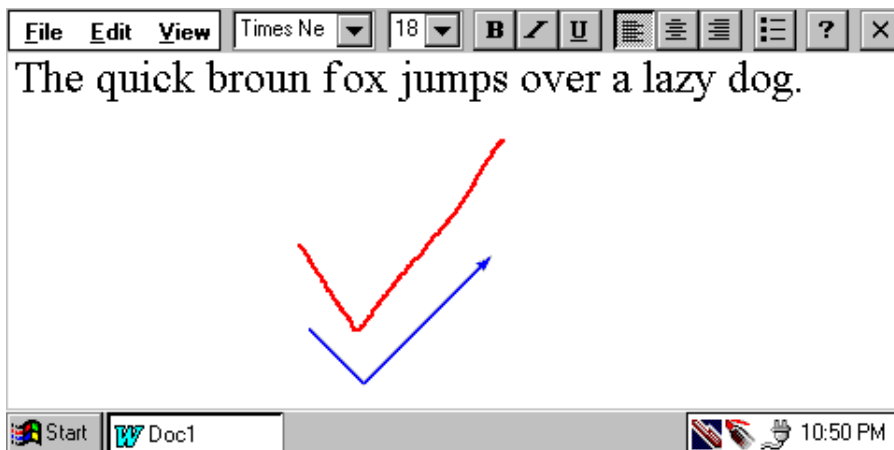 File Edit View Times Ne 18 B I U ? ×
The quick broun fox jumps over a lazy dog.
Start Doc1 10:50 PM